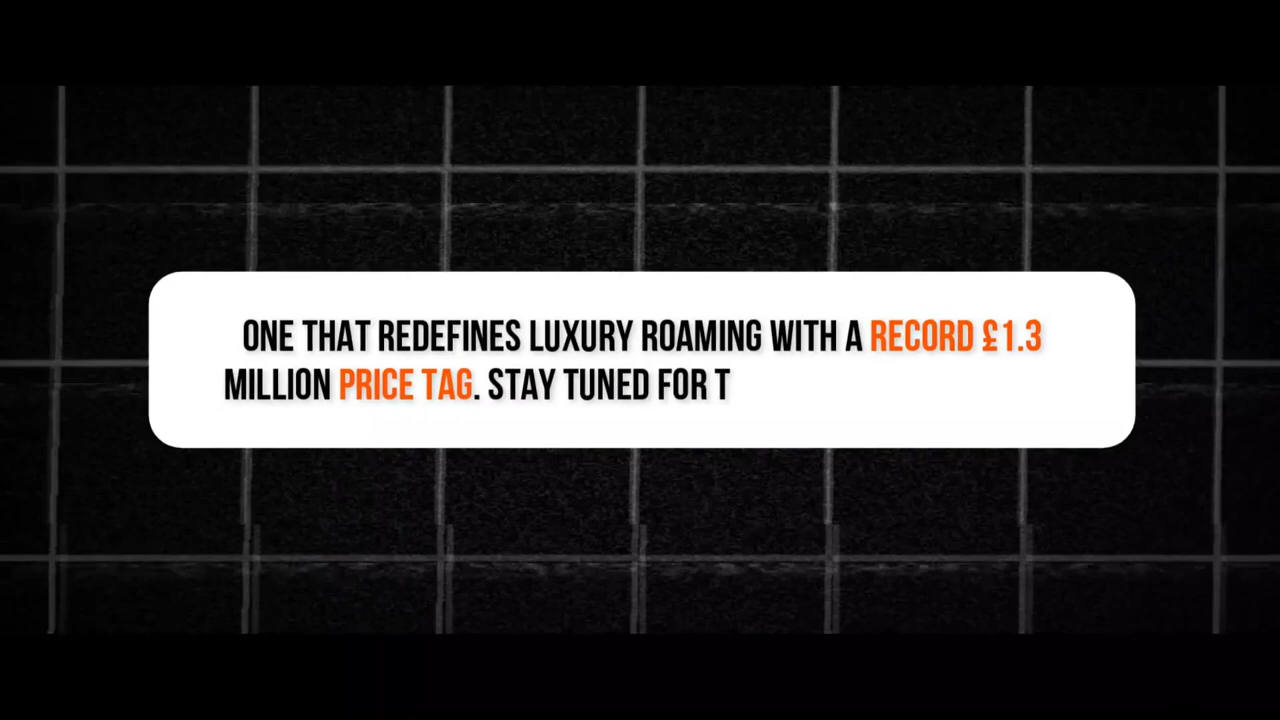 ONE THAT REDEFINES LUXURY ROAMING WITH A RECORD £1.3
MILLION PRICE TAG. STAY TUNED FOR T